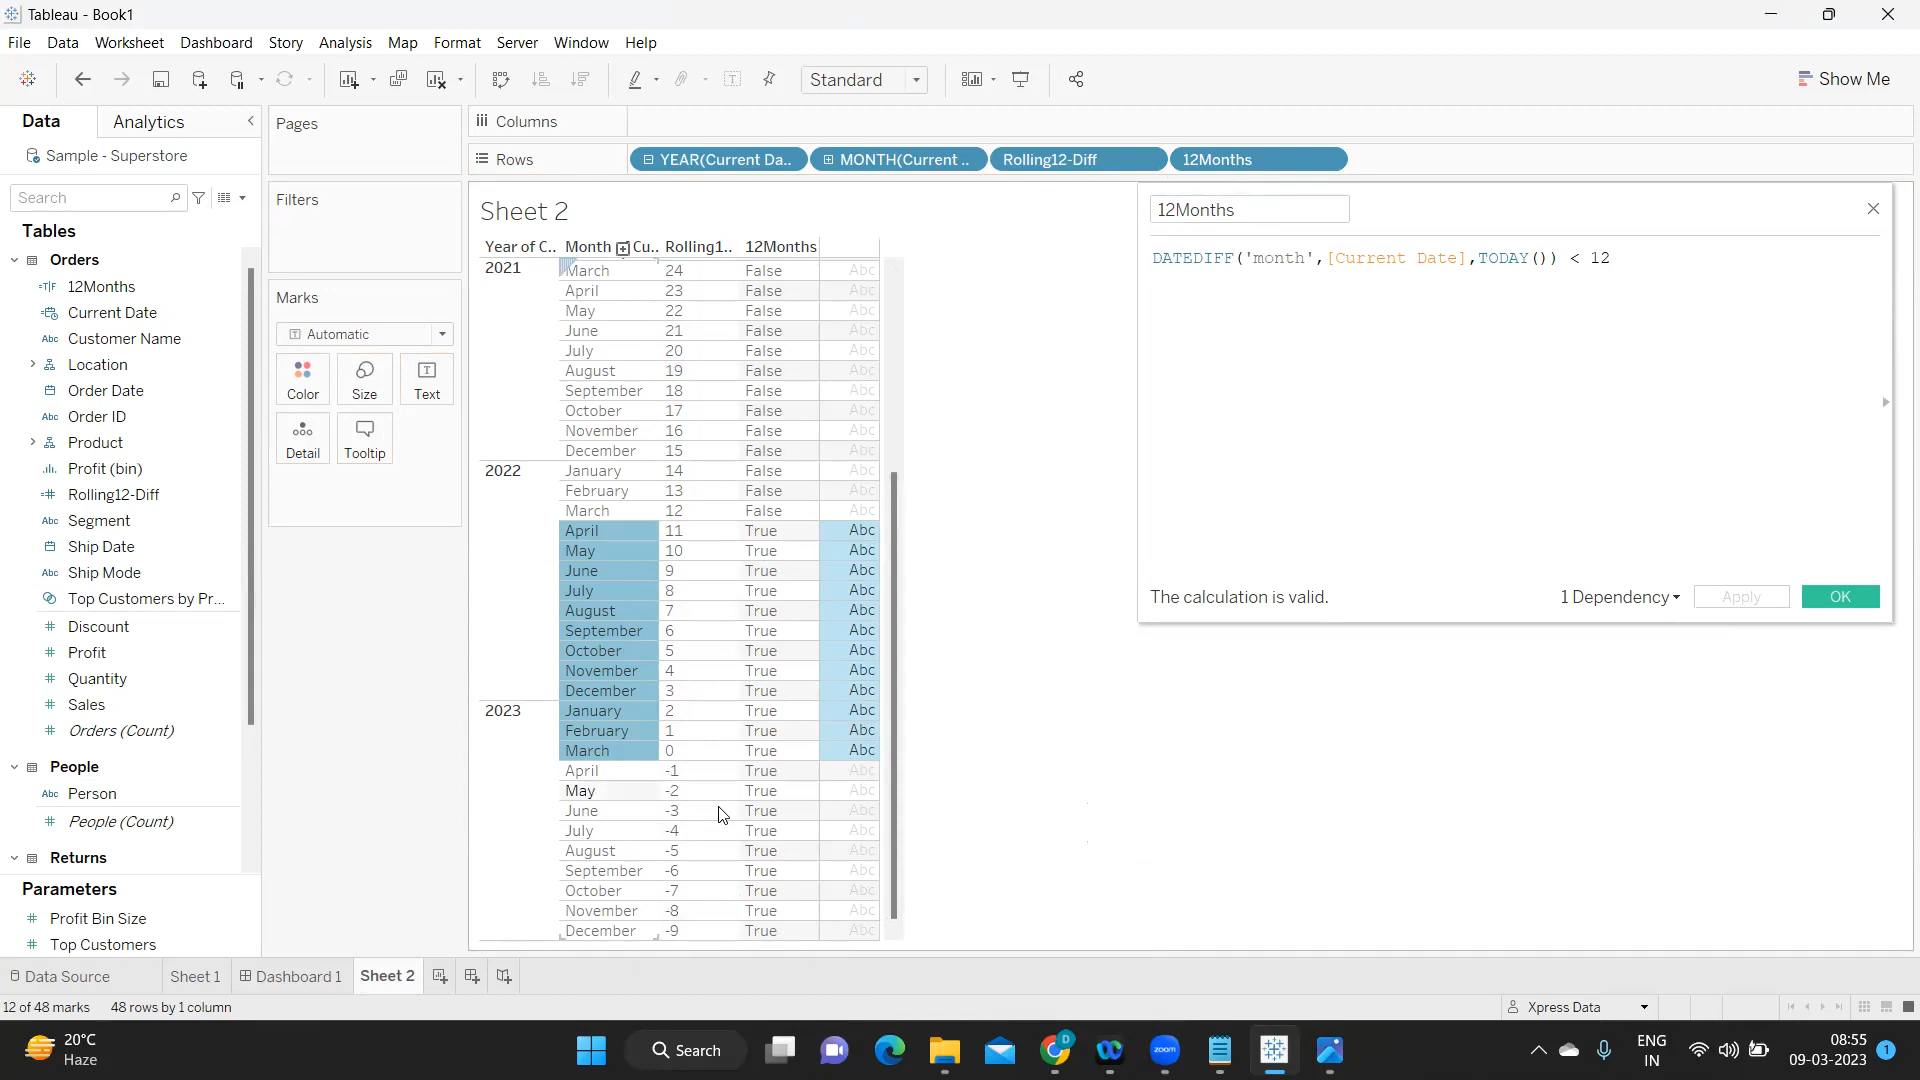 Tableau - Book1
File Data Worksheet Dashboard Story Analysis Map Format Server Window Help
Standard
Show Me
Data Analytics
Sample - Superstore
Search
Tables
Orders
12Months
Current Date
Customer Name
Location
Order Date
Order ID
Product
Profit (bin)
Rolling12-Diff
Segment
Ship Date
Ship Mode
Top Customers by Pr...
Discount
Profit
Quantity
Sales
Orders (Count)
People
Person
People (Count)
Returns
Parameters
Profit Bin Size
Top Customers
Pages
Filters
Marks
Automatic
Color Size Text
Detail Tooltip
Columns
Rows YEAR(Current Da.. MONTH(Current .. Rolling12-Diff 12Months
Sheet 2
Year of C.. Month Cu.. Rolling1.. 12Months
2021 March 24 False Abc
April 23 False Abc
May 22 False Abc
June 21 False Abc
July 20 False Abc
August 19 False Abc
September 18 False Abc
October 17 False Abc
November 16 False Abc
December 15 False Abc
2022 January 14 False Abc
February 13 False Abc
March 12 False Abc
April 11 True Abc
May 10 True Abc
June 9 True Abc
July 8 True Abc
August 7 True Abc
September 6 True Abc
October 5 True Abc
November 4 True Abc
December 3 True Abc
2023 January 2 True Abc
February 1 True Abc
March 0 True Abc
April -1 True Abc
May -2 True Abc
June -3 True Abc
July -4 True Abc
August -5 True Abc
September -6 True Abc
October -7 True Abc
November -8 True Abc
December -9 True Abc
12Months
DATEDIFF('month',[Current Date],TODAY()) < 12
The calculation is valid. 1 Dependency Apply OK
Data Source Sheet 1 Dashboard 1 Sheet 2
12 of 48 marks 48 rows by 1 column Xpress Data
20°C
Haze
Search
zoom
D
ENG
IN
08:55
09-03-2023
1